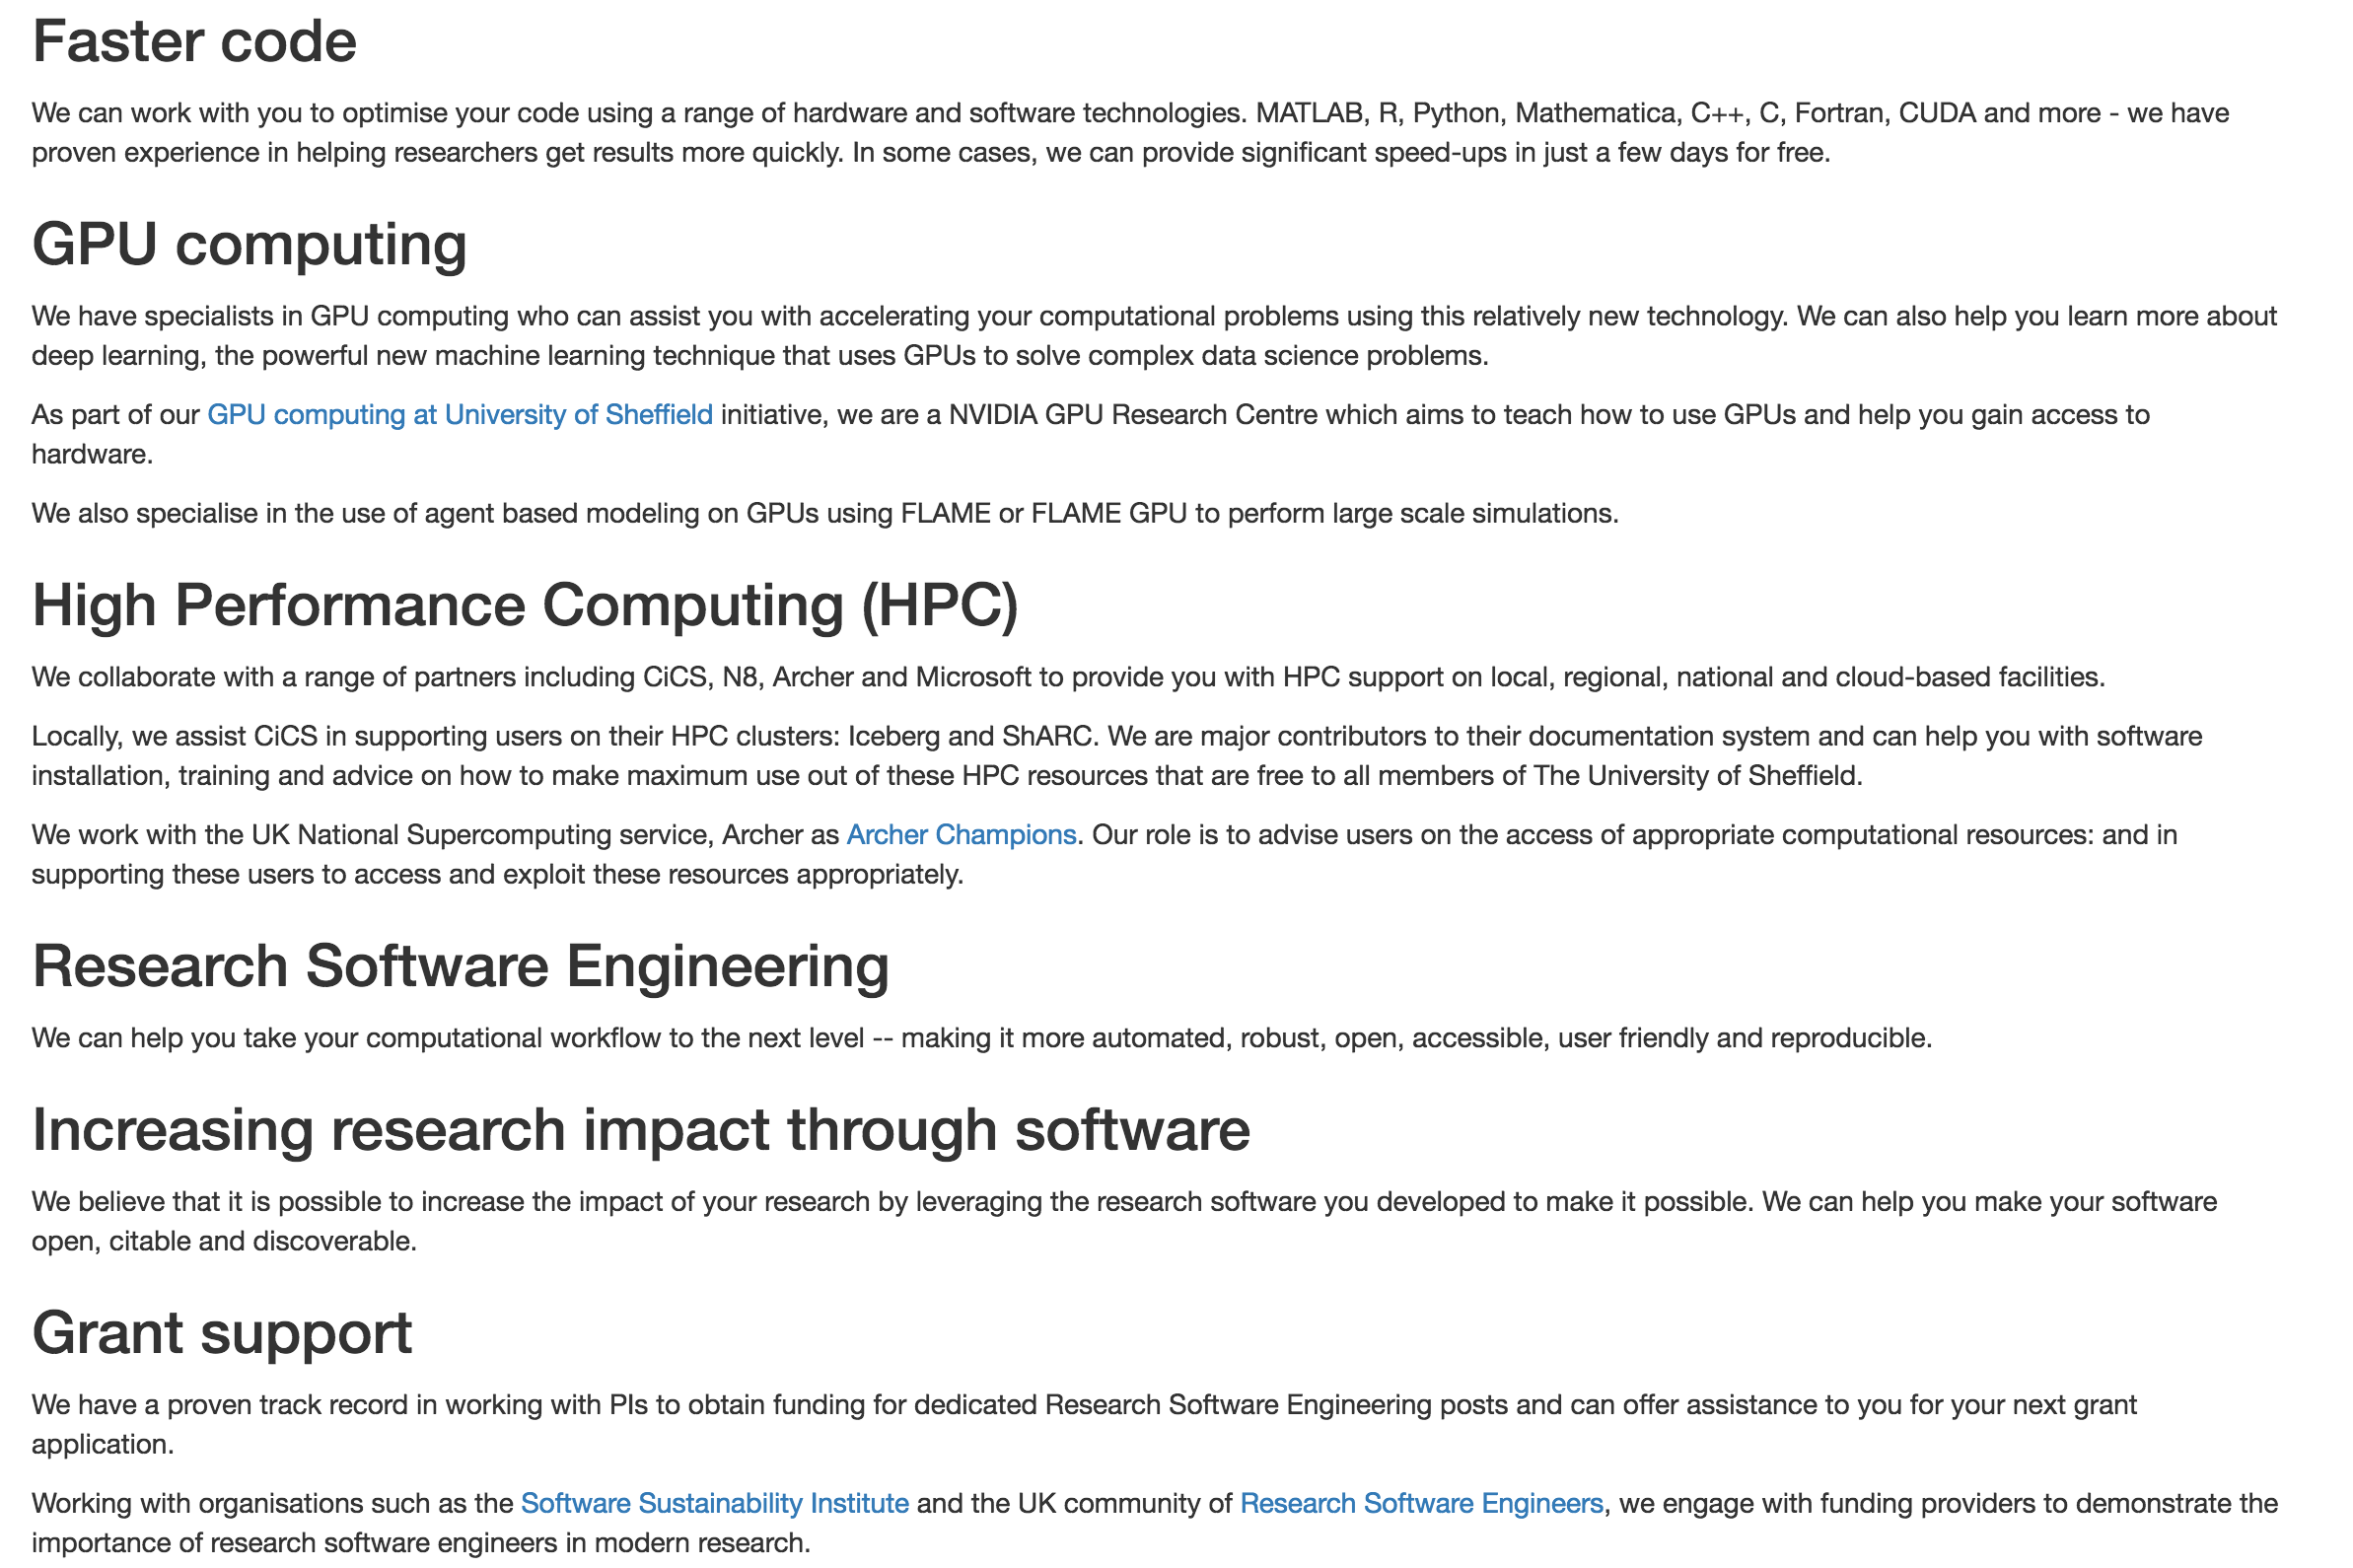 Faster code
We can work with you to optimise your code using a range of hardware and software technologies. MATLAB, R, Python, Mathematica, C++, C, Fortran, CUDA and more - we have
proven experience in helping researchers get results more quickly. In some cases, we can provide significant speed-ups in just a few days for free.
GPU computing
We have specialists in GPU computing who can assist you with accelerating your computational problems using this relatively new technology. We can also help you learn more about
deep learning, the powerful new machine learning technique that uses GPUs to solve complex data science problems.
As part of our GPU computing at University of Sheffield initiative, we are a NVIDIA GPU Research Centre which aims to teach how to use GPUs and help you gain access to
hardware.
We also specialise in the use of agent based modeling on GPUs using FLAME or FLAME GPU to perform large scale simulations.
High Performance Computing (HPC)
We collaborate with a range of partners including CiCS, N8, Archer and Microsoft to provide you with HPC support on local, regional, national and cloud-based facilities.
Locally, we assist CiCS in supporting users on their HPC clusters: Iceberg and ShARC. We are major contributors to their documentation system and can help you with software
installation, training and advice on how to make maximum use out of these HPC resources that are free to all members of The University of Sheffield.
We work with the UK National Supercomputing service, Archer as Archer Champions. Our role is to advise users on the access of appropriate computational resources: and in
supporting these users to access and exploit these resources appropriately.
Research Software Engineering
We can help you take your computational workflow to the next level -- making it more automated, robust, open, accessible, user friendly and reproducible.
Increasing research impact through software
We believe that it is possible to increase the impact of your research by leveraging the research software you developed to make it possible. We can help you make your software
open, citable and discoverable.
Grant support
We have a proven track record in working with PIs to obtain funding for dedicated Research Software Engineering posts and can offer assistance to you for your next grant
application.
Working with organisations such as the Software Sustainability Institute and the UK community of Research Software Engineers, we engage with funding providers to demonstrate the
importance of research software engineers in modern research.